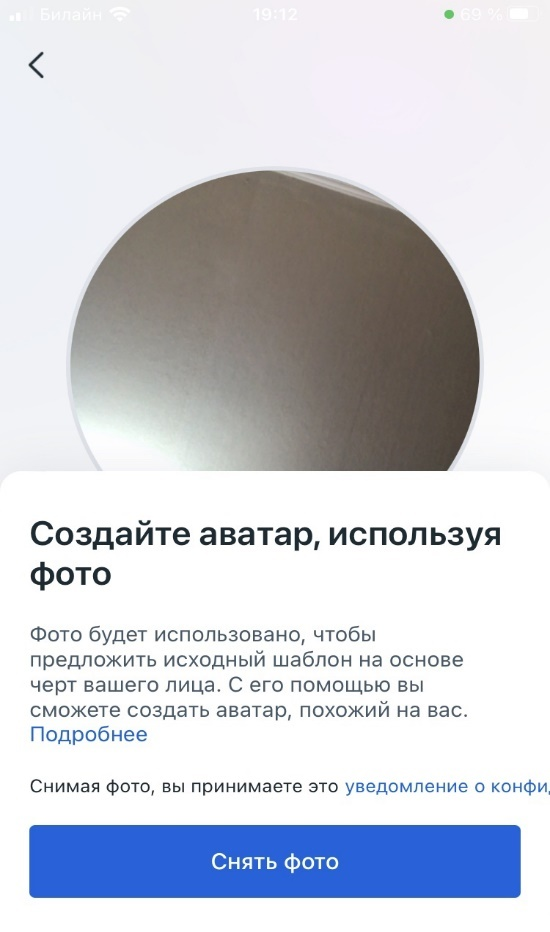 Билайн 19:12 69 %
Создайте аватар, используя
фото
Фото будет использовано, чтобы
предложить исходный шаблон на основе
черт вашего лица. С его помощью вы
сможете создать аватар, похожий на вас.
Подробнее
Снимая фото, вы принимаете это уведомление о конфи
Снять фото